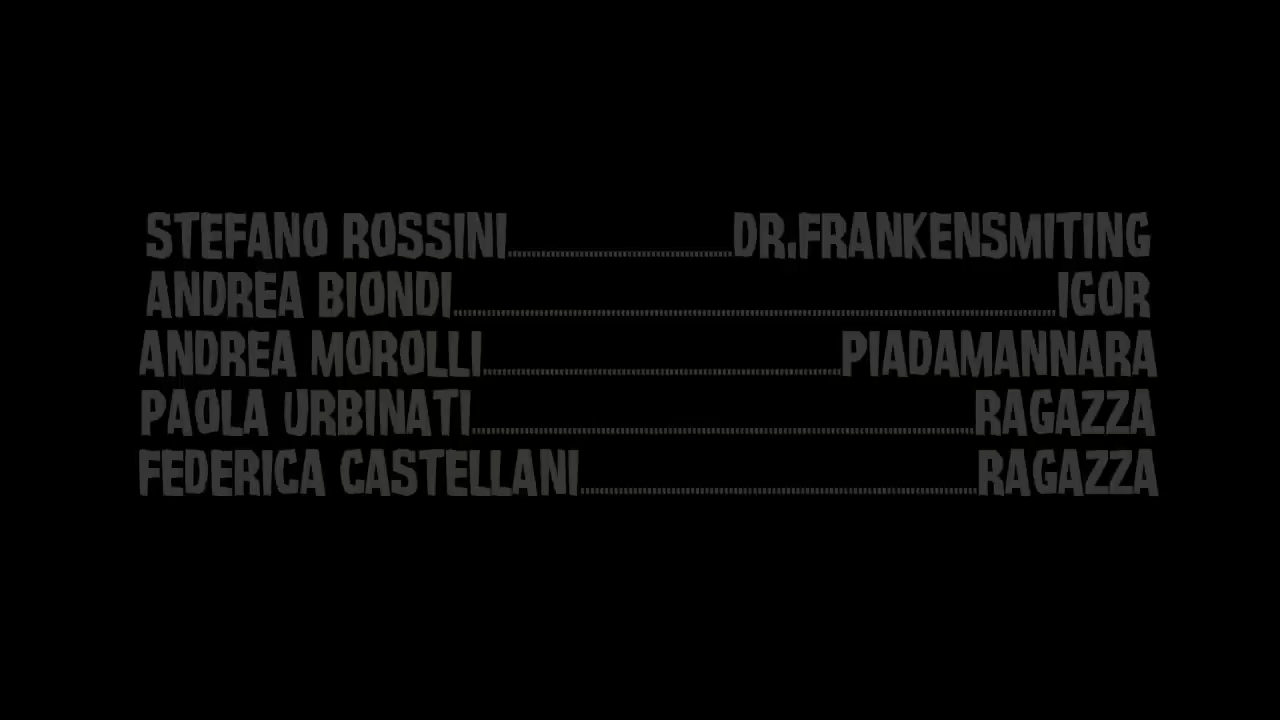 STEFANO ROSSINI................................DR.FRANKENSMITING
ANDREA BIONDI................................IGOR
ANDREA MOROLLI................................PIADAMANNARA
PAOLA URBINATI................................RAGAZZA
FEDERICA CASTELLANI................................RAGAZZA